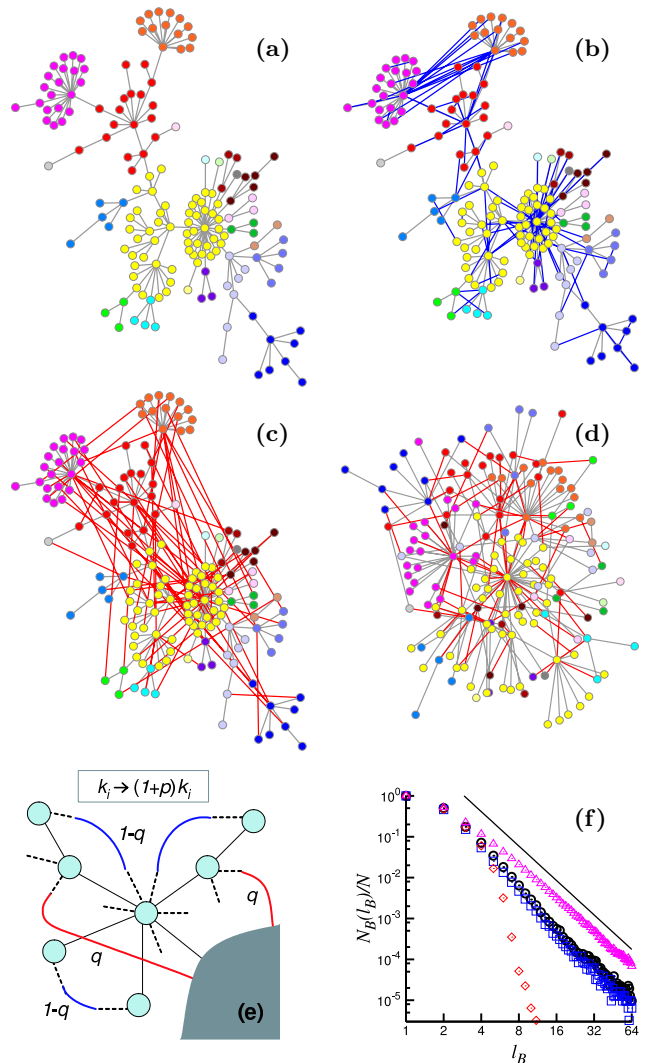 (a)
(b)
(c)
(d)
k_i → (1+p)k_i
1-q
q
q
1-q
(e)
(f)
N_B(l_B)/N
10^0
10^-1
10^-2
10^-3
10^-4
10^-5
1 2 4 8 16 32 64
l_B